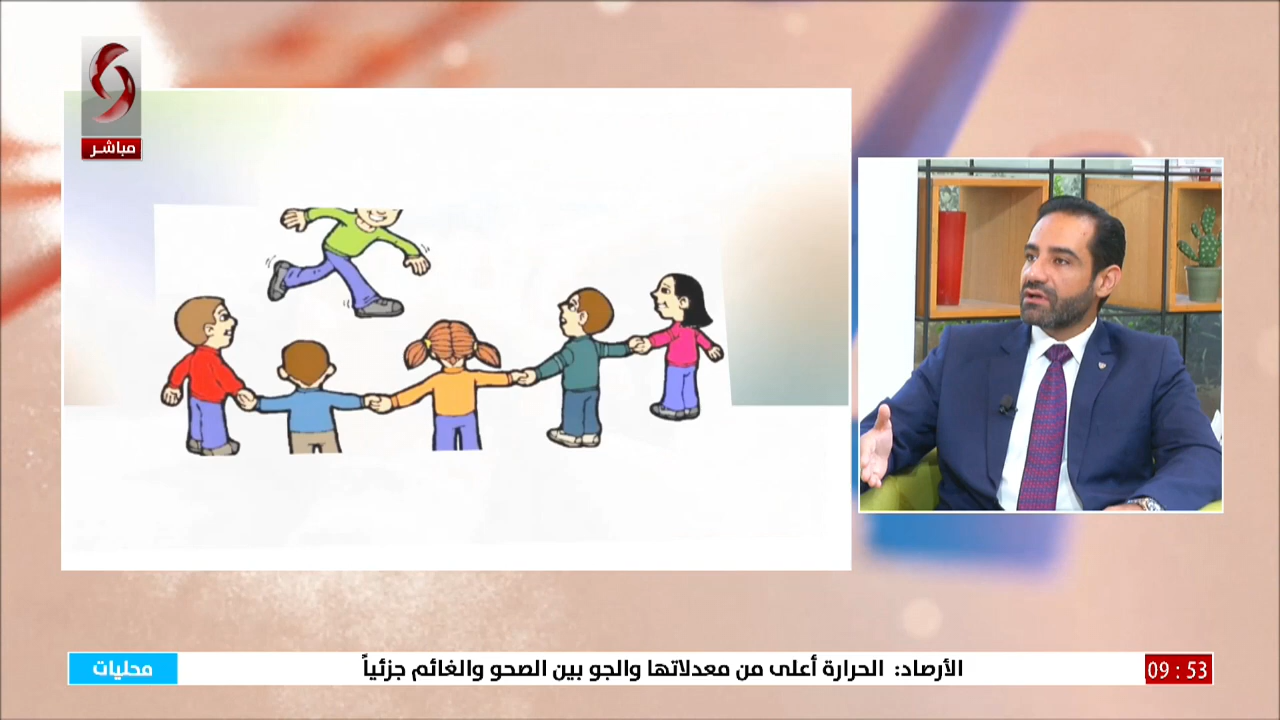 مباشر
محليات
الأرصاد: الحرارة أعلى من معدلاتها والجو بين الصحو والغائم جزئياً
09 : 53